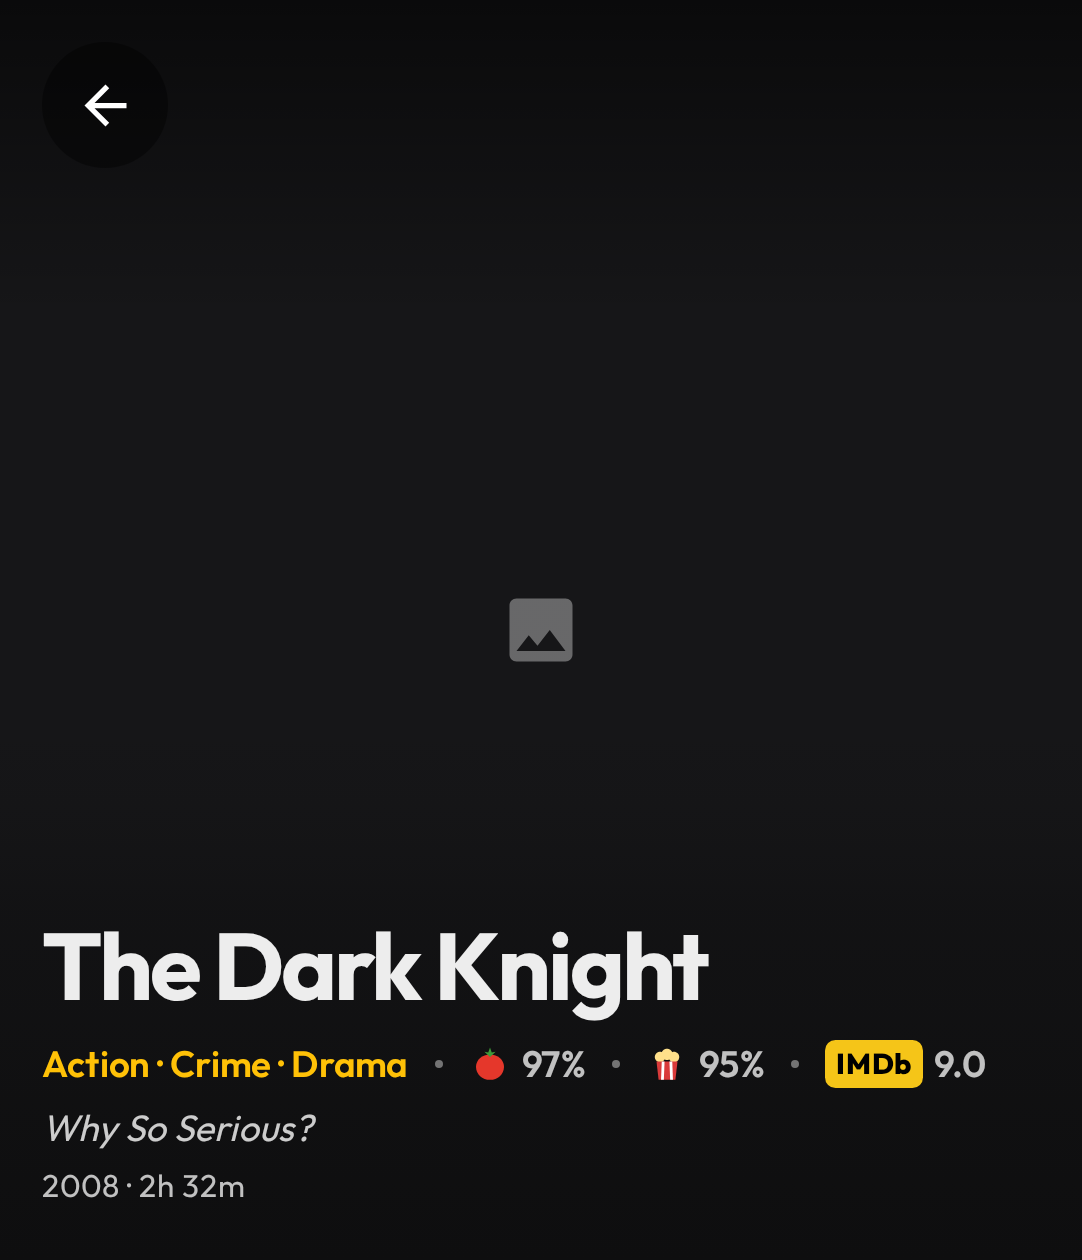 The Dark Knight
Action · Crime · Drama • 97% • 95% • IMDb 9.0
Why So Serious?
2008 · 2h 32m